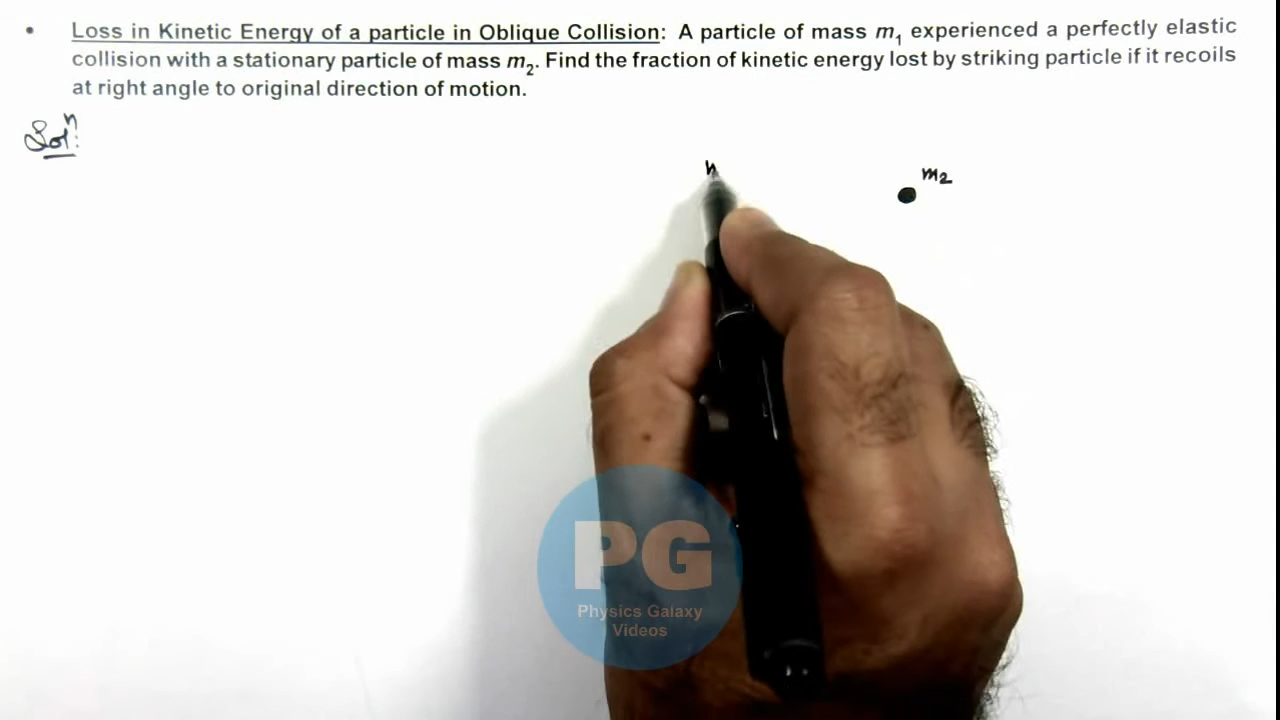 • Loss in Kinetic Energy of a particle in Oblique Collision: A particle of mass m₁ experienced a perfectly elastic
collision with a stationary particle of mass m₂. Find the fraction of kinetic energy lost by striking particle if it recoils
at right angle to original direction of motion.
Solⁿ:
m₂
PG
Physics Galaxy
Videos